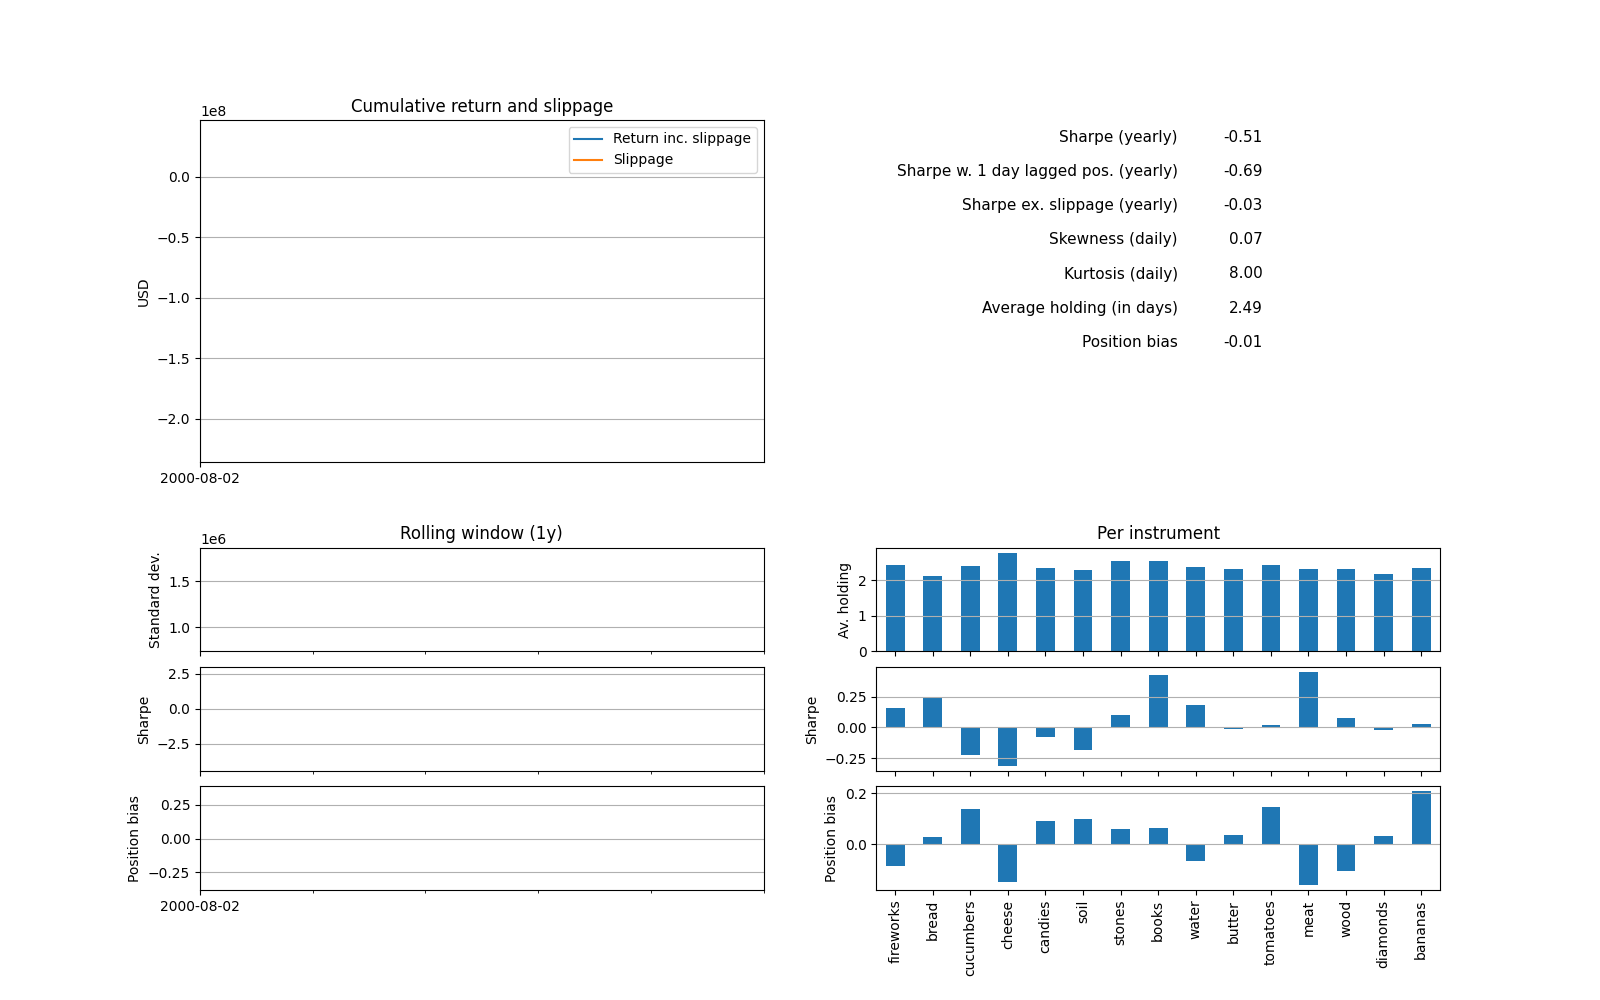 Cumulative return and slippage
1e8
Return inc. slippage
Slippage
0.0
−0.5
−1.0
−1.5
−2.0
USD
2000-08-02
Sharpe (yearly) -0.51
Sharpe w. 1 day lagged pos. (yearly) -0.69
Sharpe ex. slippage (yearly) -0.03
Skewness (daily) 0.07
Kurtosis (daily) 8.00
Average holding (in days) 2.49
Position bias -0.01
Rolling window (1y)
1e6
Standard dev.
1.5
1.0
Sharpe
2.5
0.0
−2.5
Position bias
0.25
0.00
−0.25
2000-08-02
Per instrument
Av. holding
2
1
0
Sharpe
0.25
0.00
−0.25
Position bias
0.2
0.0
fireworks
bread
cucumbers
cheese
candies
soil
stones
books
water
butter
tomatoes
meat
wood
diamonds
bananas